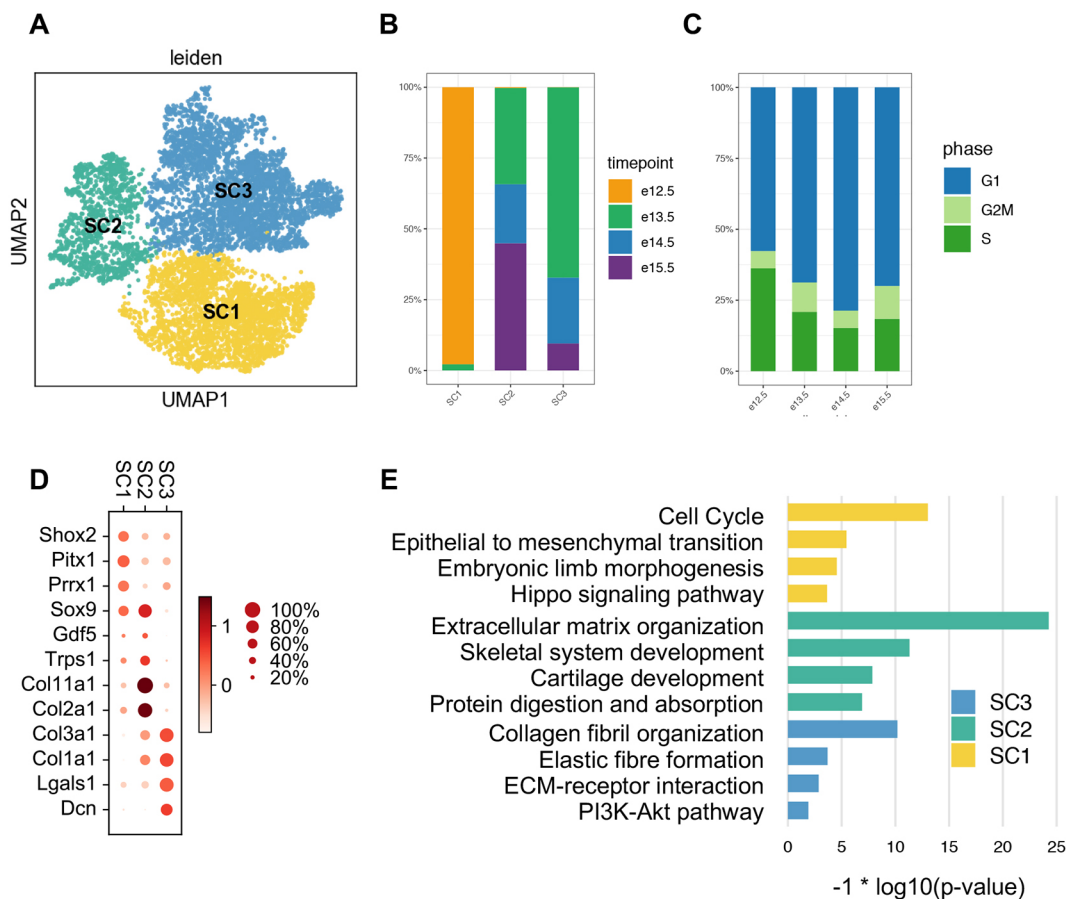 A
leiden
SC3
SC2
SC1
UMAP2
UMAP1
B
100%
75%
50%
25%
0%
SC1
SC2
SC3
timepoint
e12.5
e13.5
e14.5
e15.5
C
100%
75%
50%
25%
0%
e12.5
e13.5
e14.5
e15.5
phase
G1
G2M
S
D
SC1
SC2
SC3
Shox2
Pitx1
Prrx1
Sox9
Gdf5
Trps1
Col11a1
Col2a1
Col3a1
Col1a1
Lgals1
Dcn
1
0
100%
80%
60%
40%
20%
E
Cell Cycle
Epithelial to mesenchymal transition
Embryonic limb morphogenesis
Hippo signaling pathway
Extracellular matrix organization
Skeletal system development
Cartilage development
Protein digestion and absorption
Collagen fibril organization
Elastic fibre formation
ECM-receptor interaction
PI3K-Akt pathway
SC3
SC2
SC1
0 5 10 15 20 25
-1 * log10(p-value)